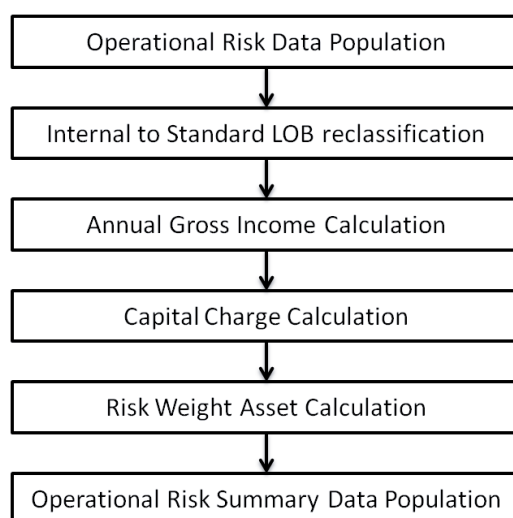 Operational Risk Data Population
Internal to Standard LOB reclassification
Annual Gross Income Calculation
Capital Charge Calculation
Risk Weight Asset Calculation
Operational Risk Summary Data Population